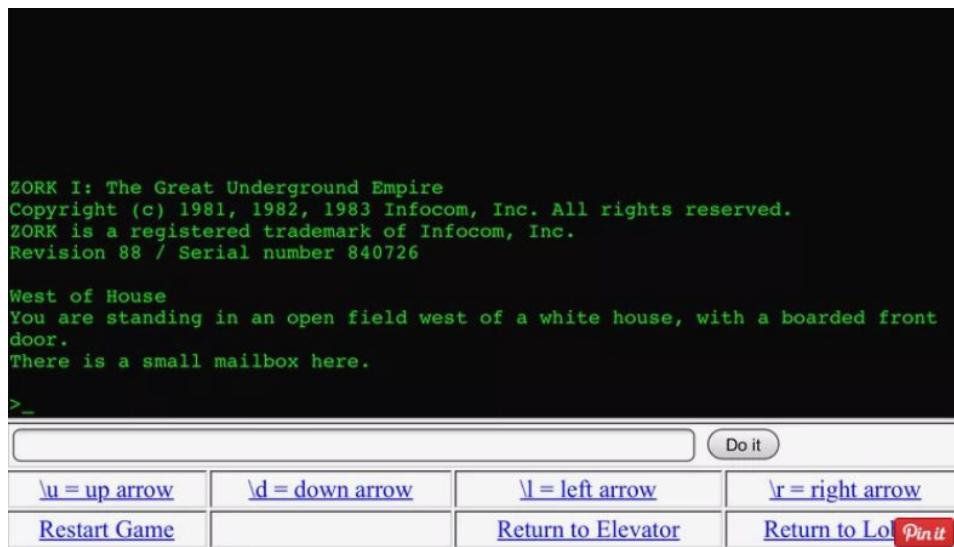 ZORK I: The Great Underground Empire
Copyright (c) 1981, 1982, 1983 Infocom, Inc. All rights reserved.
ZORK is a registered trademark of Infocom, Inc.
Revision 88 / Serial number 840726
West of House
You are standing in an open field west of a white house, with a boarded front
door.
There is a small mailbox here.
>_
Do it
\u = up arrow \d = down arrow \l = left arrow \r = right arrow
Restart Game Return to Elevator Return to
Pin it